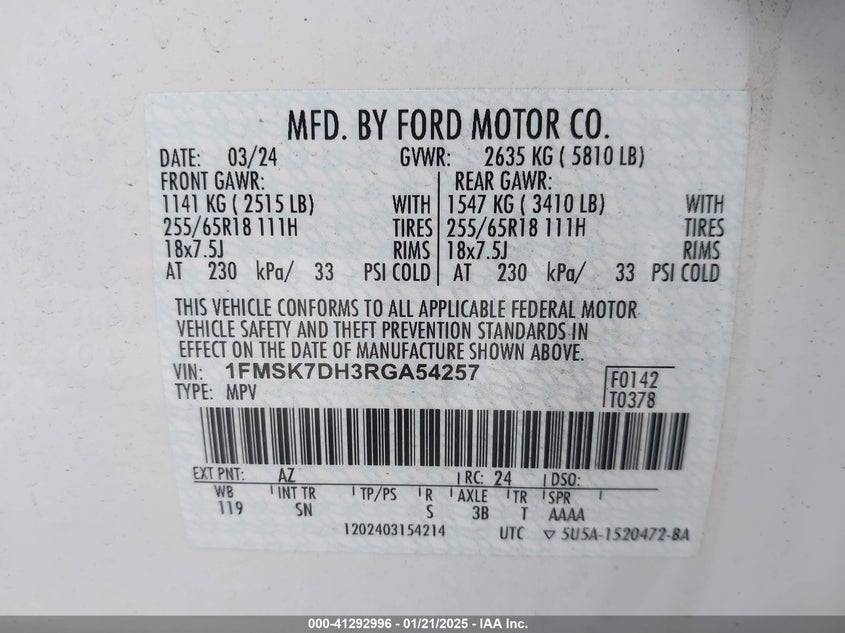 MFD. BY FORD MOTOR CO.
DATE: 03/24 GVWR: 2635 KG ( 5810 LB)
FRONT GAWR: REAR GAWR:
1141 KG ( 2515 LB) WITH 1547 KG ( 3410 LB) WITH
255/65R18 111H TIRES 255/65R18 111H TIRES
18x7.5J RIMS 18x7.5J RIMS
AT 230 kPa/ 33 PSI COLD AT 230 kPa/ 33 PSI COLD
THIS VEHICLE CONFORMS TO ALL APPLICABLE FEDERAL MOTOR
VEHICLE SAFETY AND THEFT PREVENTION STANDARDS IN
EFFECT ON THE DATE OF MANUFACTURE SHOWN ABOVE.
VIN: 1FMSK7DH3RGA54257 F0142
TYPE: MPV T0378
EXT PNT: AZ RC: 24 DSO:
WB INT TR TP/PS R AXLE TR SPR
119 SN S 3B T AAAA
1202403154214 UTC ▽ 5U5A-1520472-BA
000-41292996 - 01/21/2025 - IAA Inc.